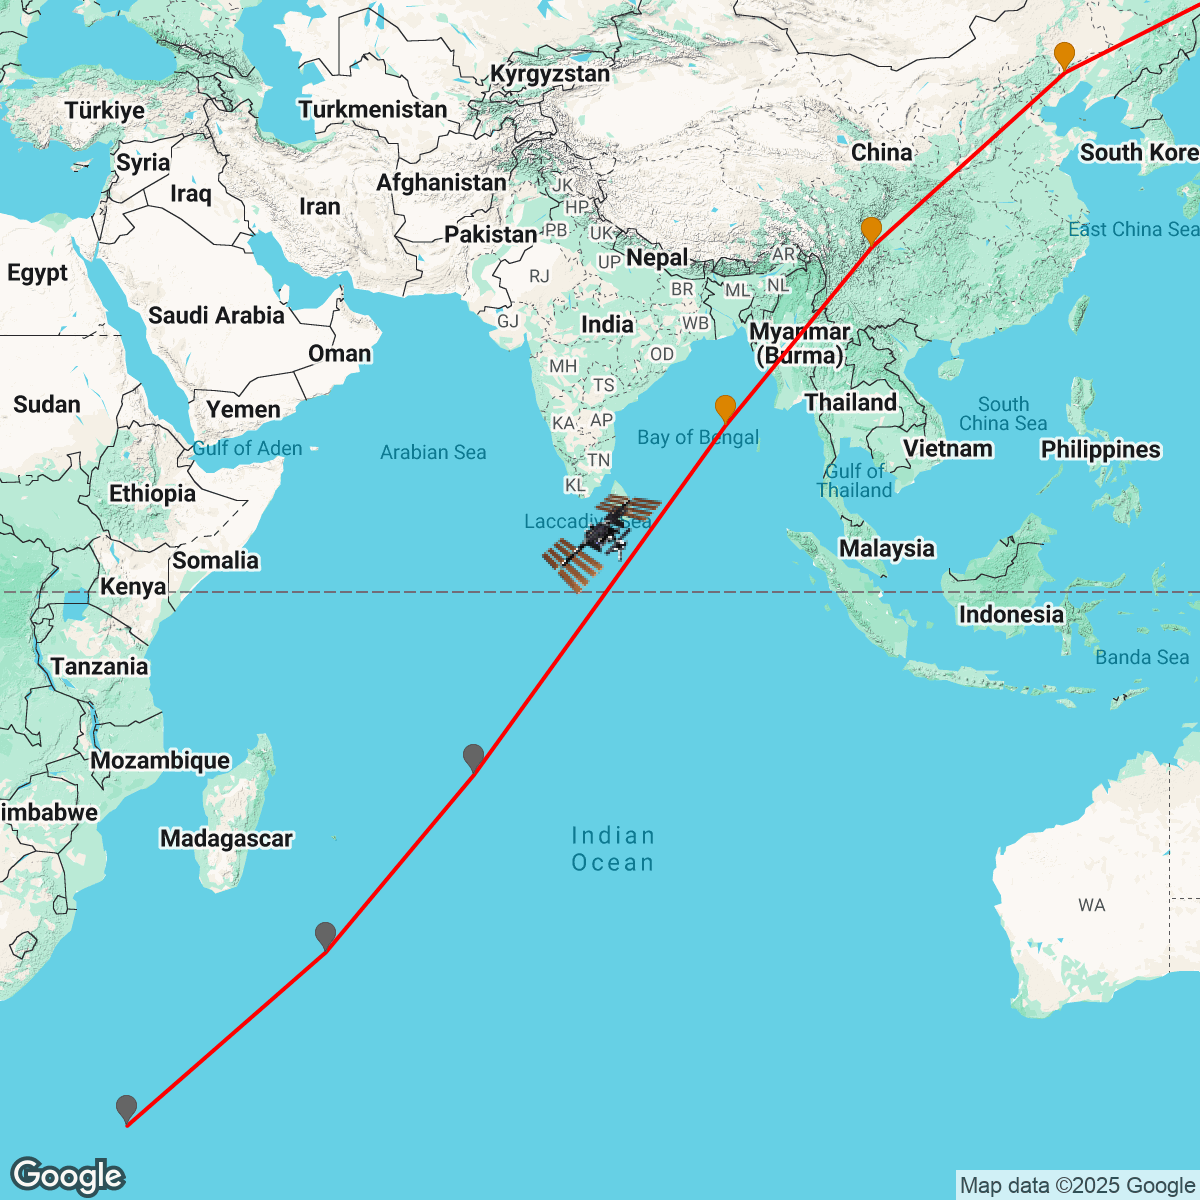 Kyrgyzstan
Türkiye
Turkmenistan
China
South Kore
Syria
Afghanistan
JK
Iraq
Iran
HP
Pakistan
PB
UK
East China Sea
Nepal
AR
UP
Egypt
RJ
NL
BR
ML
Saudi Arabia
GJ
India
WB
Myanmar
(Burma)
Oman
OD
MH
TS
Sudan
Yemen
Thailand
South
China Sea
KA
AP
Bay of Bengal
Gulf of Aden
Arabian Sea
Vietnam
Philippines
TN
Gulf of
Thailand
KL
Ethiopia
Laccadive Sea
Malaysia
Somalia
Kenya
Indonesia
Banda Sea
Tanzania
Mozambique
imbabwe
Madagascar
Indian
Ocean
WA
Google
Map data ©2025 Google